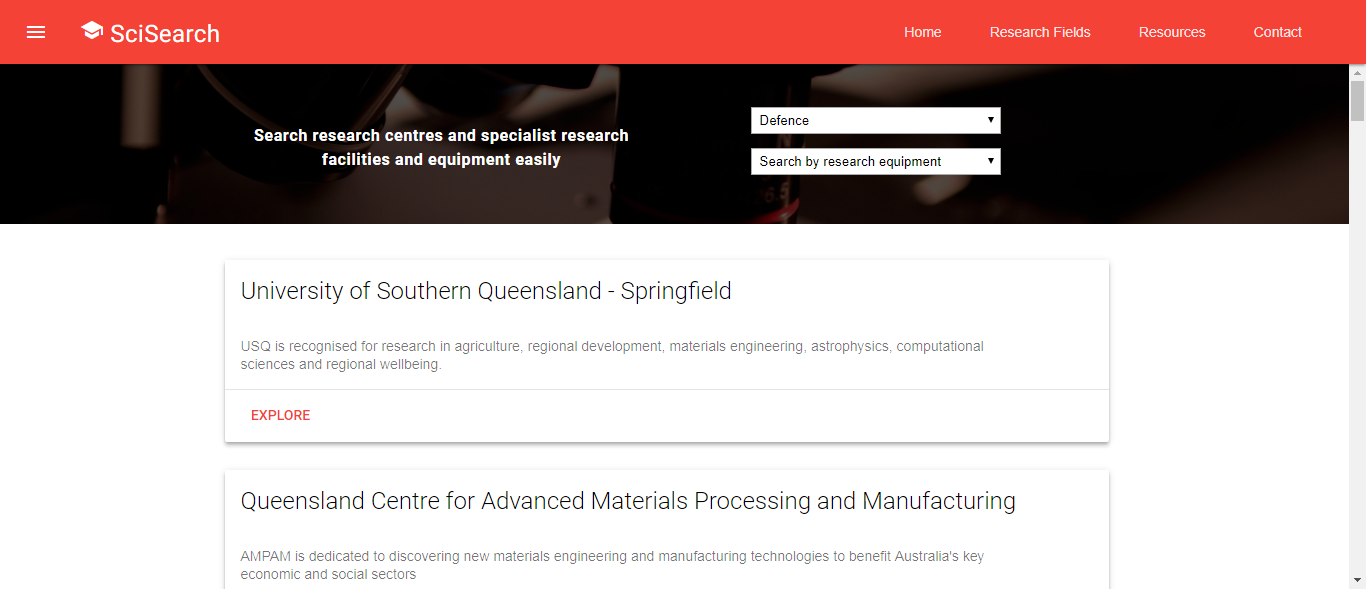 SciSearch
Home
Research Fields
Resources
Contact
Search research centres and specialist research
facilities and equipment easily
Defence
Search by research equipment
University of Southern Queensland - Springfield
USQ is recognised for research in agriculture, regional development, materials engineering, astrophysics, computational
sciences and regional wellbeing.
EXPLORE
Queensland Centre for Advanced Materials Processing and Manufacturing
AMPAM is dedicated to discovering new materials engineering and manufacturing technologies to benefit Australia's key
economic and social sectors